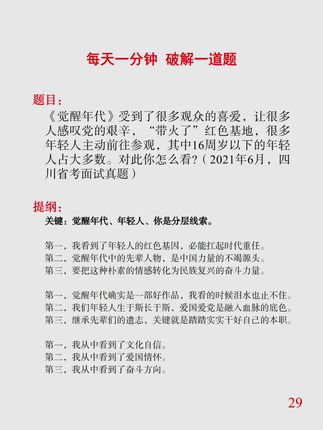 每天一分钟 破解一道题
题目：
《觉醒年代》受到了很多观众的喜爱，让很多
人感叹党的艰辛，“带火了”红色基地，很多
年轻人主动前往参观，其中16周岁以下的年轻
人占大多数。对此你怎么看？（2021年6月，四
川省考面试真题）
提纲：
关键：觉醒年代、年轻人、你是分层线索。
第一，我看到了年轻人的红色基因，必能扛起时代重任。
第二，觉醒年代中的先辈人物，是中国力量的不竭源头。
第三，要把这种朴素的情感转化为民族复兴的奋斗力量。
第一，觉醒年代确实是一部好作品，我看的时候泪水也止不住。
第二，我们年轻人生于斯长于斯，爱国爱党是融入血脉的底色。
第三，继承先辈们的遗志，关键就是踏踏实实干好自己的本职。
第一，我从中看到了文化自信。
第二，我从中看到了爱国情怀。
第三，我从中看到了奋斗方向。
29